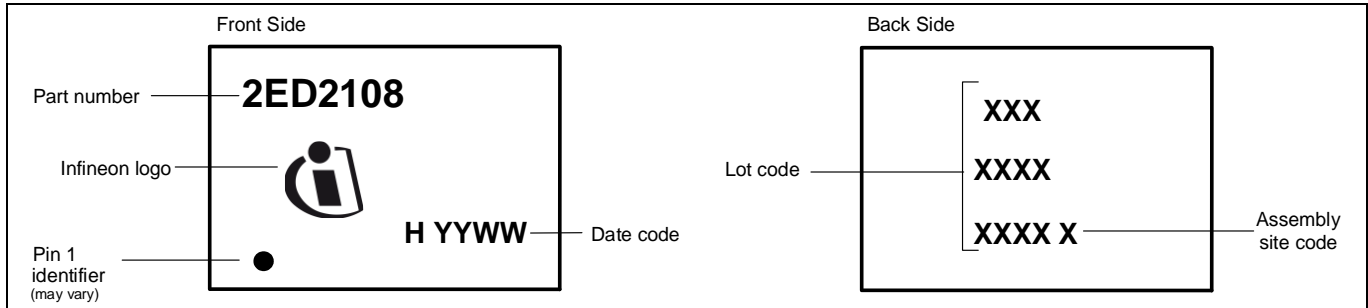 Front Side
Part number
2ED2108
Infineon logo
H YYWW
Date code
Pin 1
identifier
(may vary)
Back Side
XXX
Lot code
XXXX
XXXX X
Assembly
site code